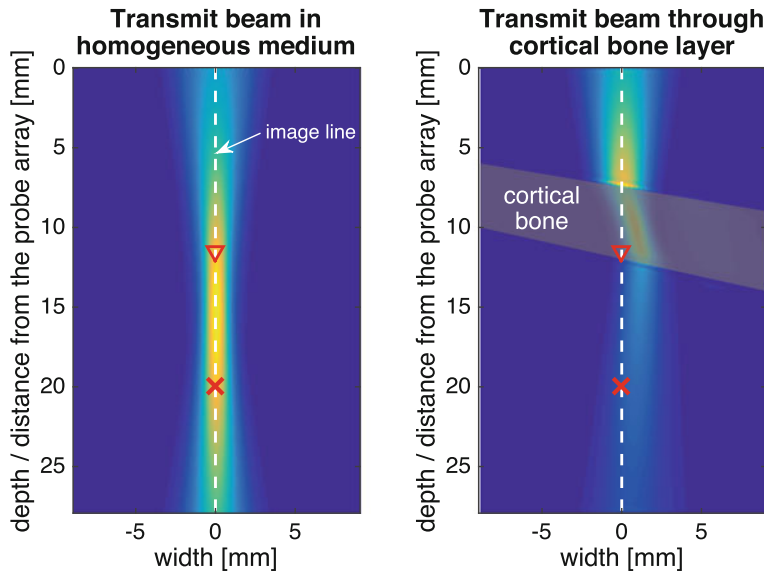 Transmit beam in
homogeneous medium
depth / distance from the probe array [mm]
0
5
10
15
20
25
image line
-5 0 5
width [mm]
Transmit beam through
cortical bone layer
depth / distance from the probe array [mm]
0
5
10
15
20
25
cortical
bone
-5 0 5
width [mm]